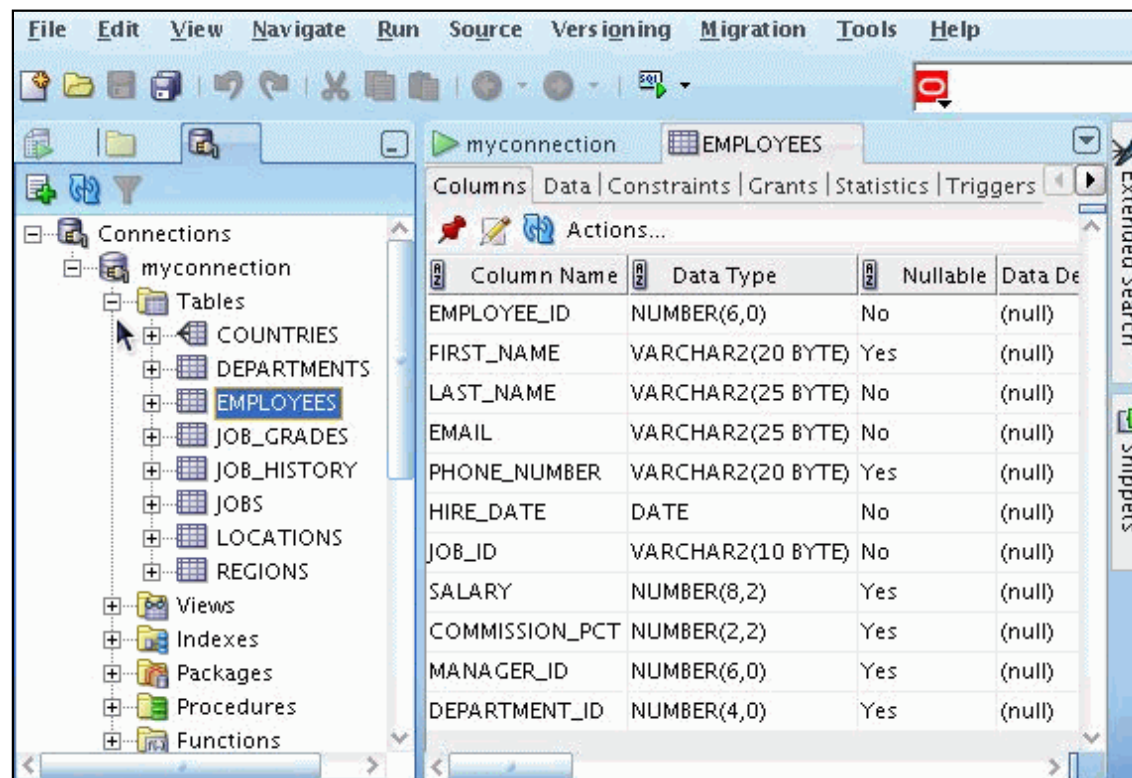 File Edit View Navigate Run Source Versioning Migration Tools Help
SQL
myconnection EMPLOYEES
Columns Data Constraints Grants Statistics Triggers
Actions...
Column Name Data Type Nullable Data De
EMPLOYEE_ID NUMBER(6,0) No (null)
FIRST_NAME VARCHAR2(20 BYTE) Yes (null)
LAST_NAME VARCHAR2(25 BYTE) No (null)
EMAIL VARCHAR2(25 BYTE) No (null)
PHONE_NUMBER VARCHAR2(20 BYTE) Yes (null)
HIRE_DATE DATE No (null)
JOB_ID VARCHAR2(10 BYTE) No (null)
SALARY NUMBER(8,2) Yes (null)
COMMISSION_PCT NUMBER(2,2) Yes (null)
MANAGER_ID NUMBER(6,0) Yes (null)
DEPARTMENT_ID NUMBER(4,0) Yes (null)
Connections
myconnection
Tables
COUNTRIES
DEPARTMENTS
EMPLOYEES
JOB_GRADES
JOB_HISTORY
JOBS
LOCATIONS
REGIONS
Views
Indexes
Packages
Procedures
Functions
Extended Search
Snippets